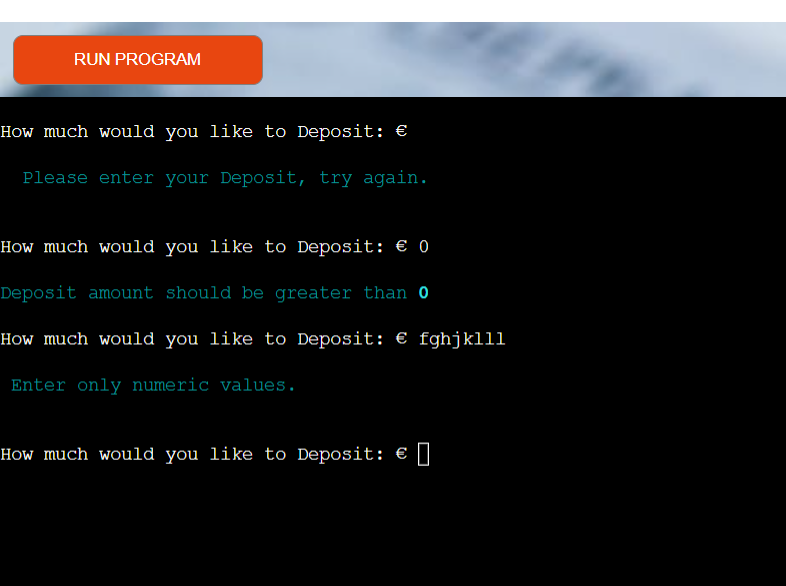 RUN PROGRAM
How much would you like to Deposit: €
Please enter your Deposit, try again.
How much would you like to Deposit: € 0
Deposit amount should be greater than 0
How much would you like to Deposit: € fghjklll
Enter only numeric values.
How much would you like to Deposit: €